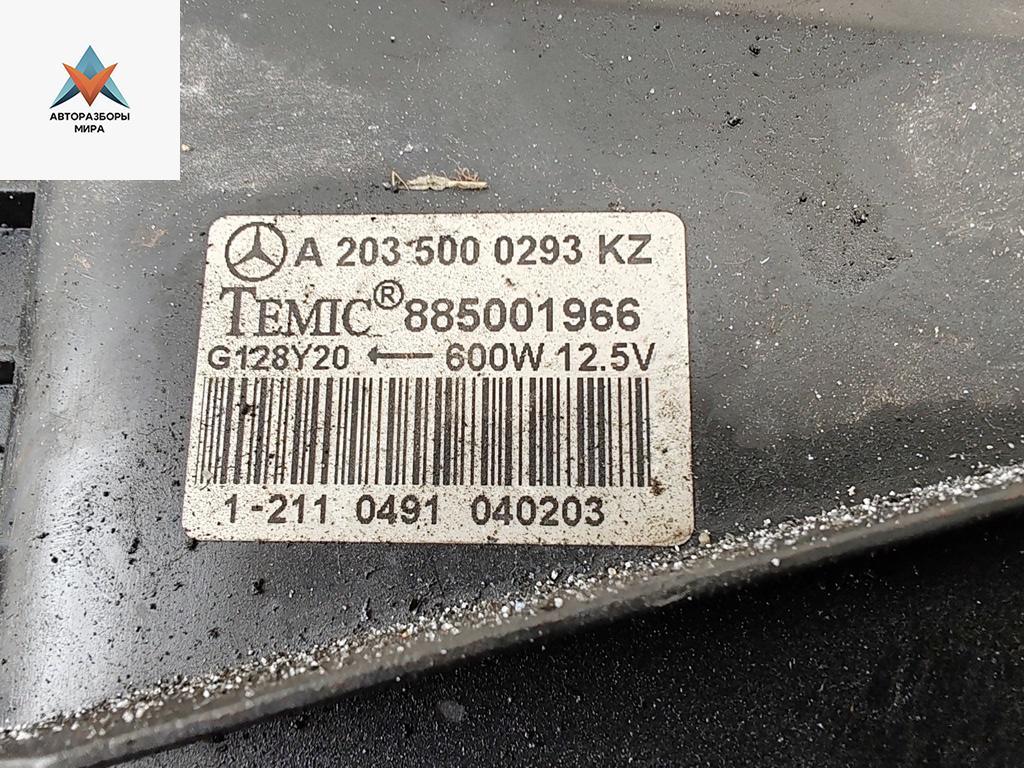 АВТОРАЗБОРЫ
МИРА
A 203 500 0293 KZ
TEMIC® 885001966
G128Y20 ← 600W 12.5V
1-211 0491 040203